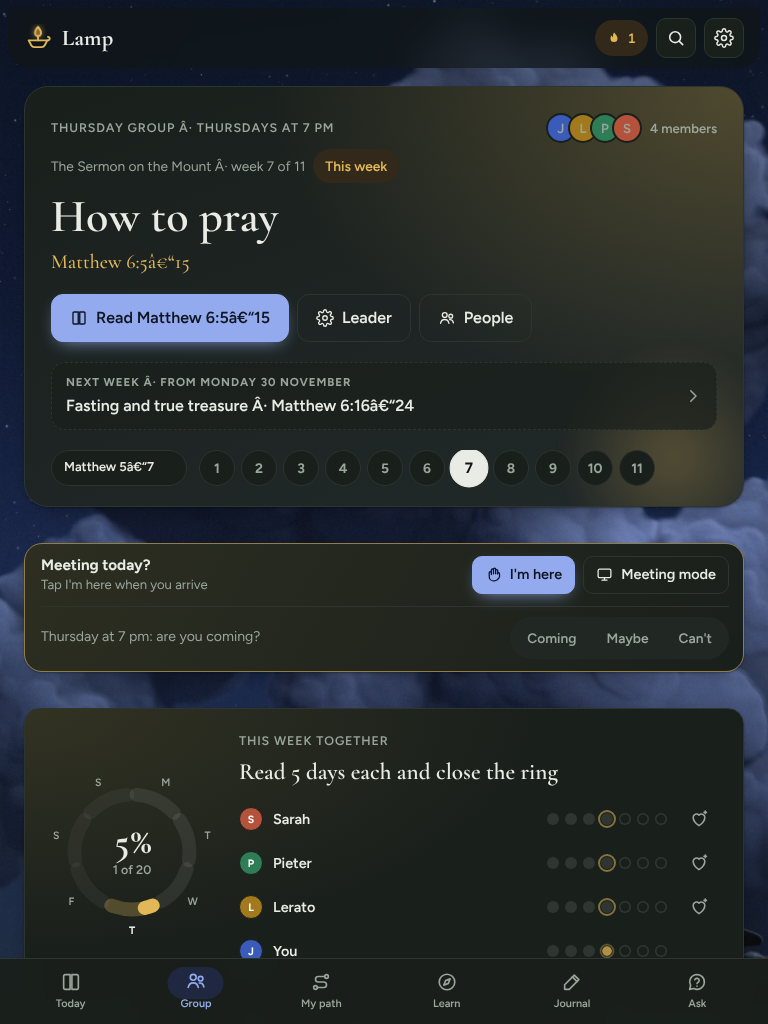 Lamp
1
THURSDAY GROUP Â· THURSDAYS AT 7 PM
J L P S 4 members
The Sermon on the Mount Â· week 7 of 11 This week
How to pray
Matthew 6:5â€“15
Read Matthew 6:5â€“15 Leader People
NEXT WEEK Â· FROM MONDAY 30 NOVEMBER
Fasting and true treasure Â· Matthew 6:16â€“24
Matthew 5â€“7 1 2 3 4 5 6 7 8 9 10 11
Meeting today?
Tap I'm here when you arrive
I'm here Meeting mode
Thursday at 7 pm: are you coming?
Coming Maybe Can't
THIS WEEK TOGETHER
Read 5 days each and close the ring
S M
S T
5%
1 of 20
F W
T
S Sarah
P Pieter
L Lerato
J You
Today Group My path Learn Journal Ask